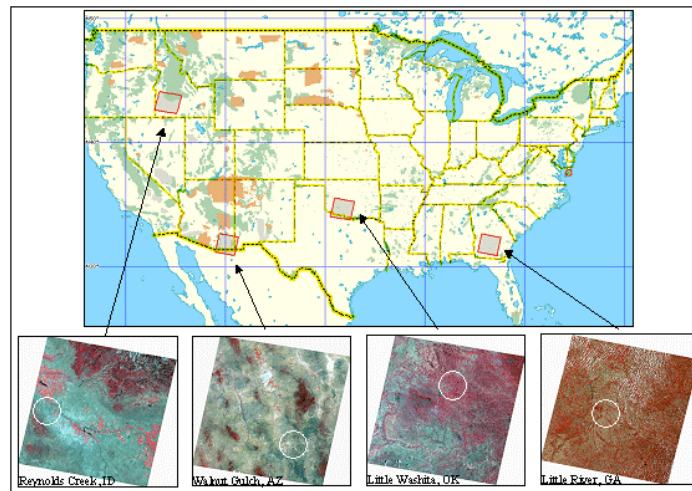 Reynolds Creek, ID
Walnut Gulch, AZ
Little Washita, OK
Little River, GA